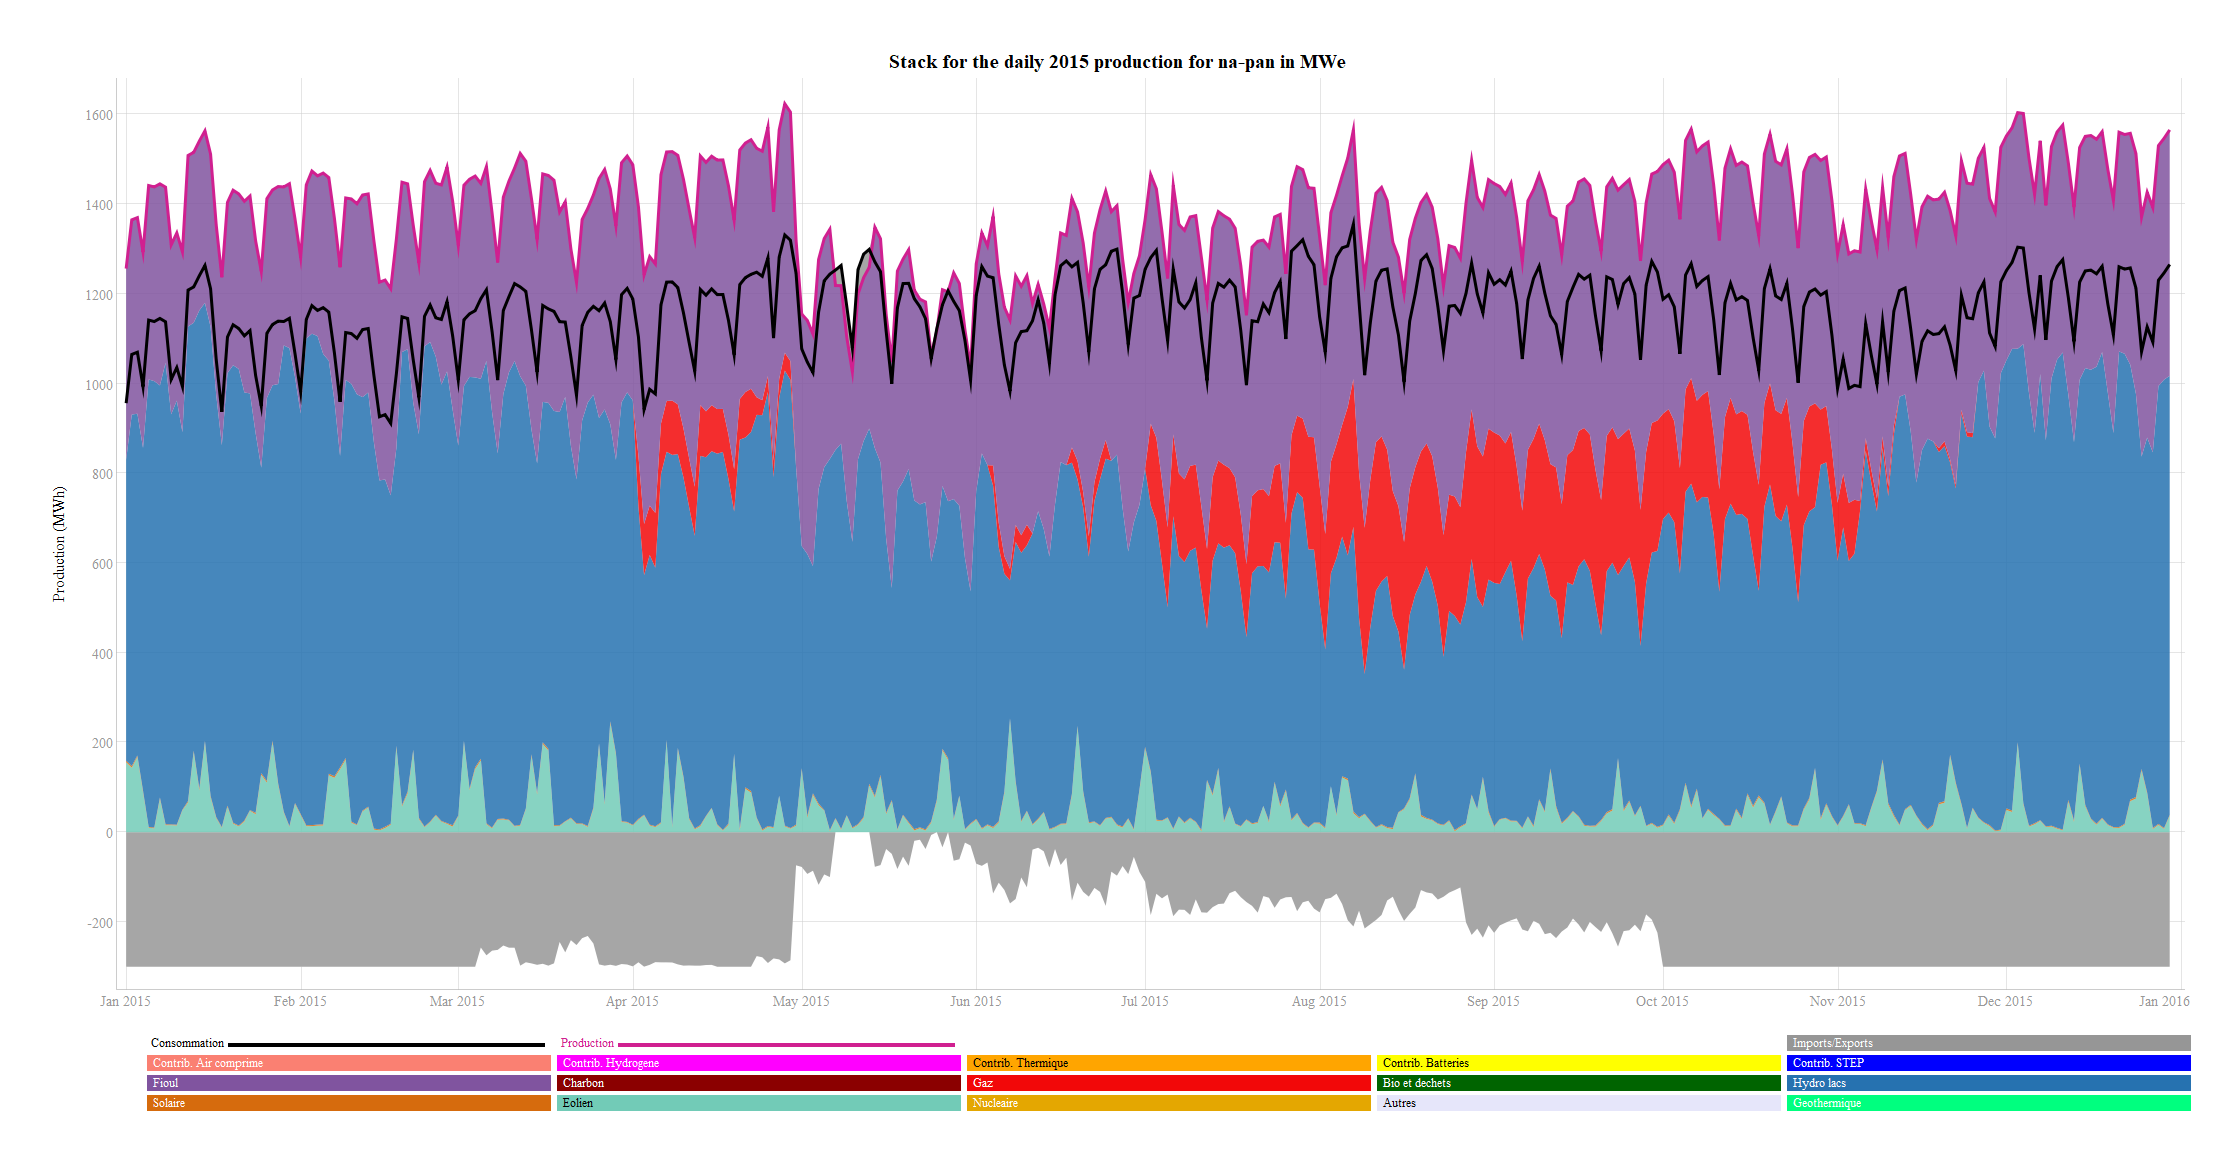 Stack for the daily 2015 production for na-pan in MWe
Production (MWh)
1600
1400
1200
1000
800
600
400
200
0
-200
Jan 2015 Feb 2015 Mar 2015 Apr 2015 May 2015 Jun 2015 Jul 2015 Aug 2015 Sep 2015 Oct 2015 Nov 2015 Dec 2015 Jan 2016
Consommation Production Imports/Exports
Contrib. Air comprime Contrib. Hydrogene Contrib. Thermique Contrib. Batteries Contrib. STEP
Fioul Charbon Gaz Bio et dechets Hydro lacs
Solaire Eolien Nucleaire Autres Geothermique